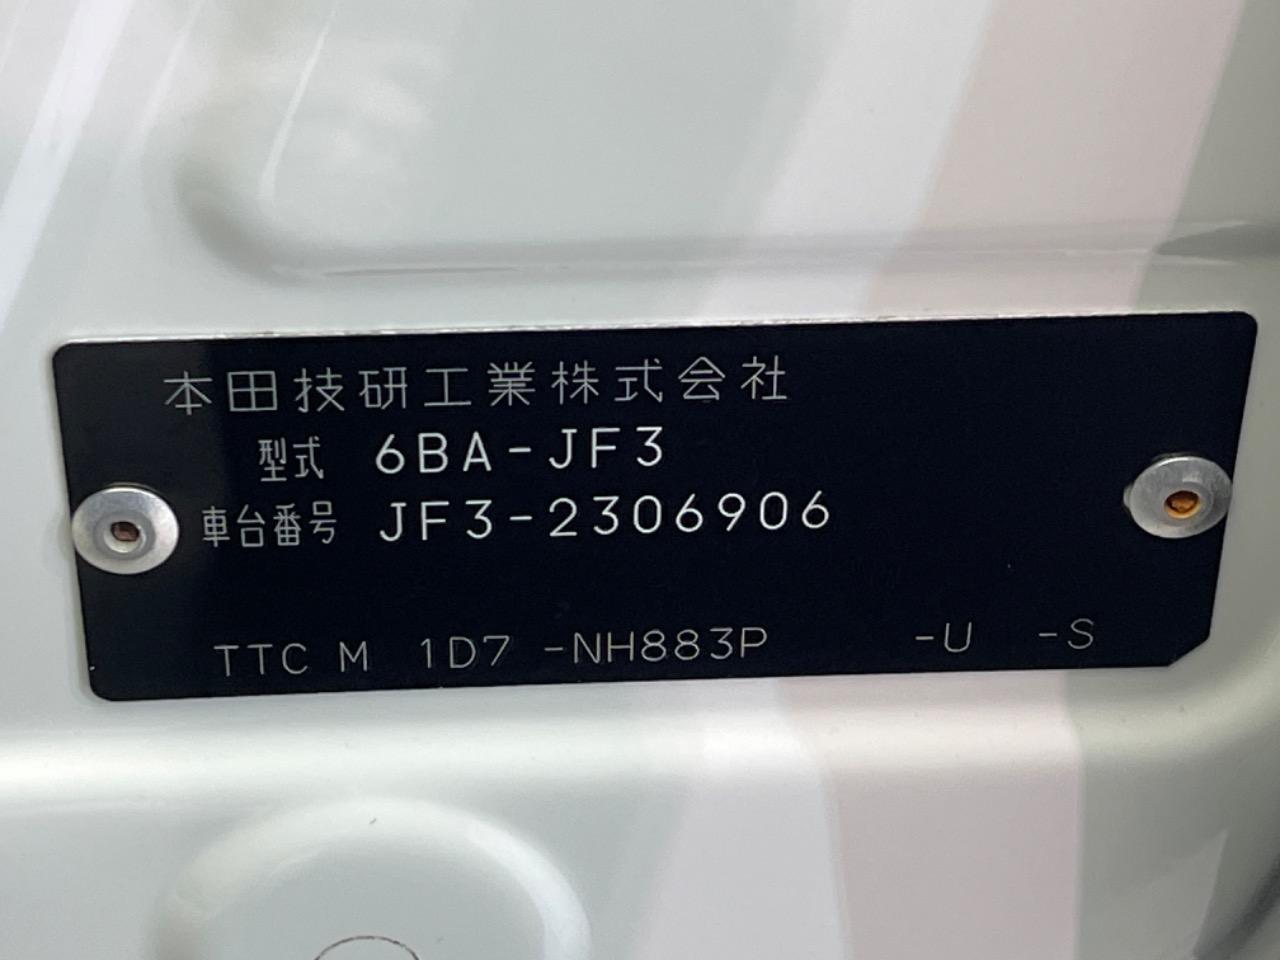 本田技研工業株式会社
型式 6BA-JF3
車台番号 JF3-2306906
TTC M 1D7 -NH883P -U -S